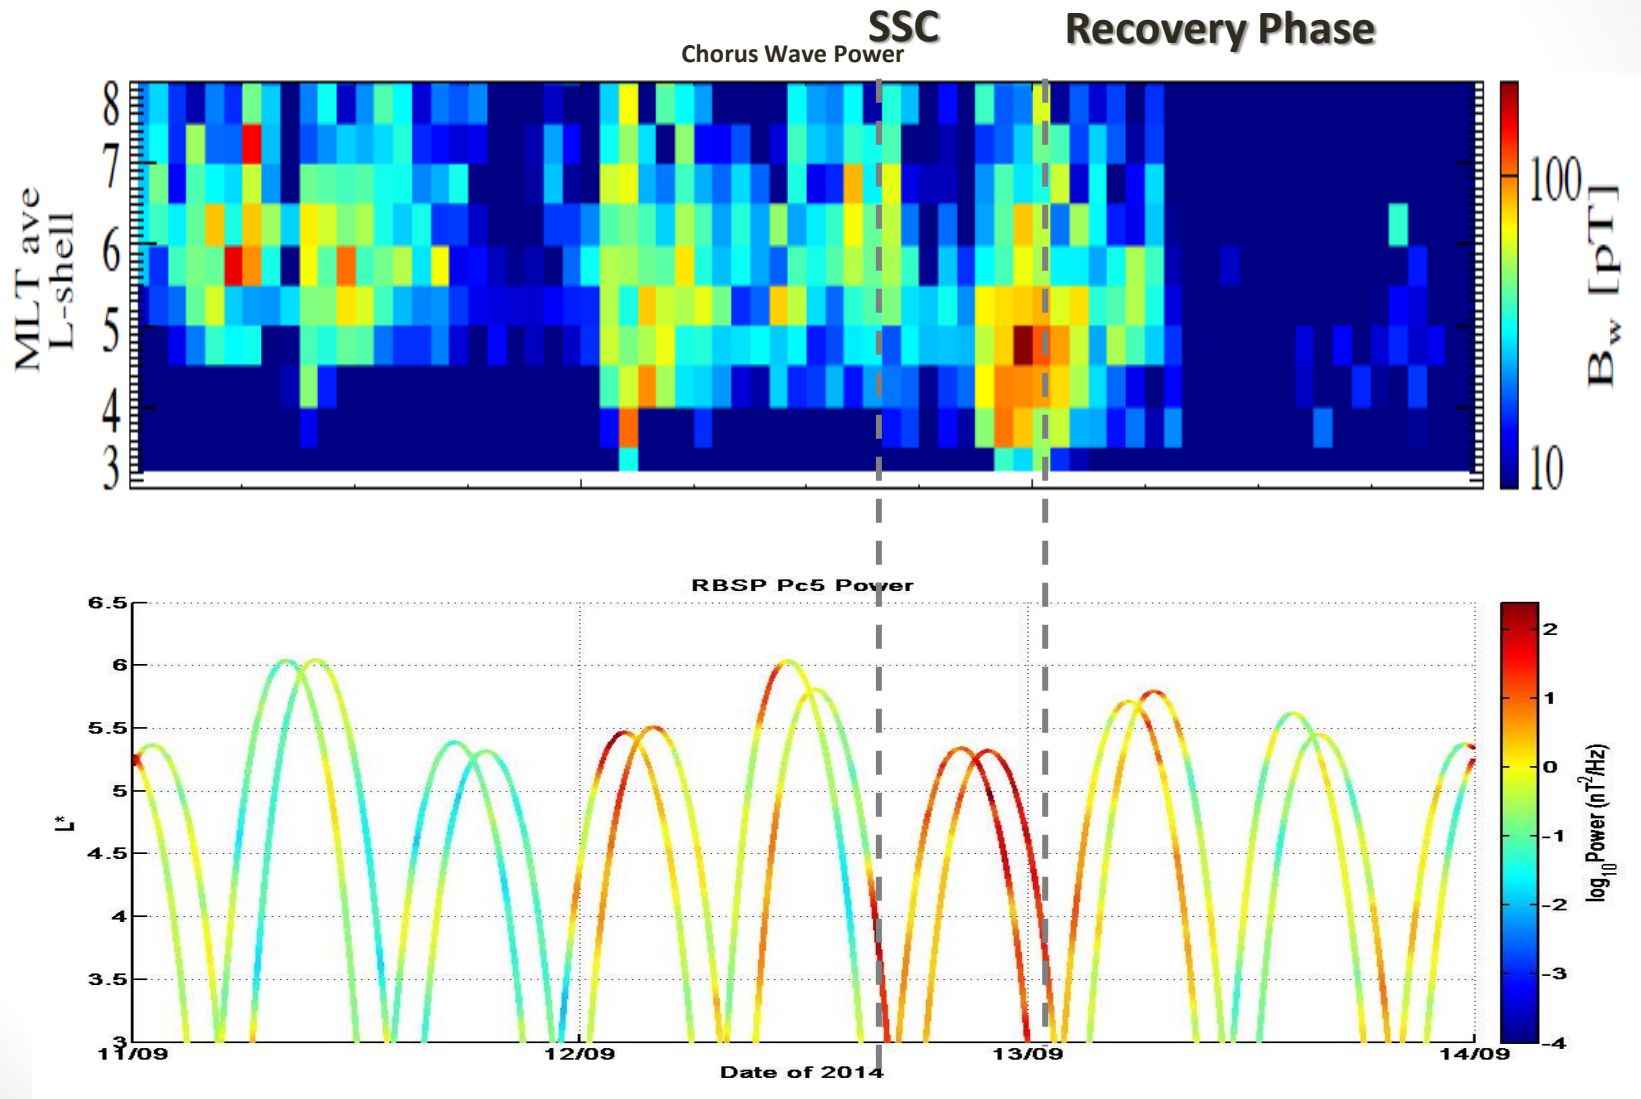 SSC
Recovery Phase
Chorus Wave Power
MLT ave
L-shell
8
7
6
5
4
3
100
10
B_w [pT]
RBSP Pc5 Power
L*
6.5
6
5.5
5
4.5
4
3.5
3
11/09
12/09
13/09
14/09
Date of 2014
2
1
0
-1
-2
-3
-4
log10Power (nT²/Hz)